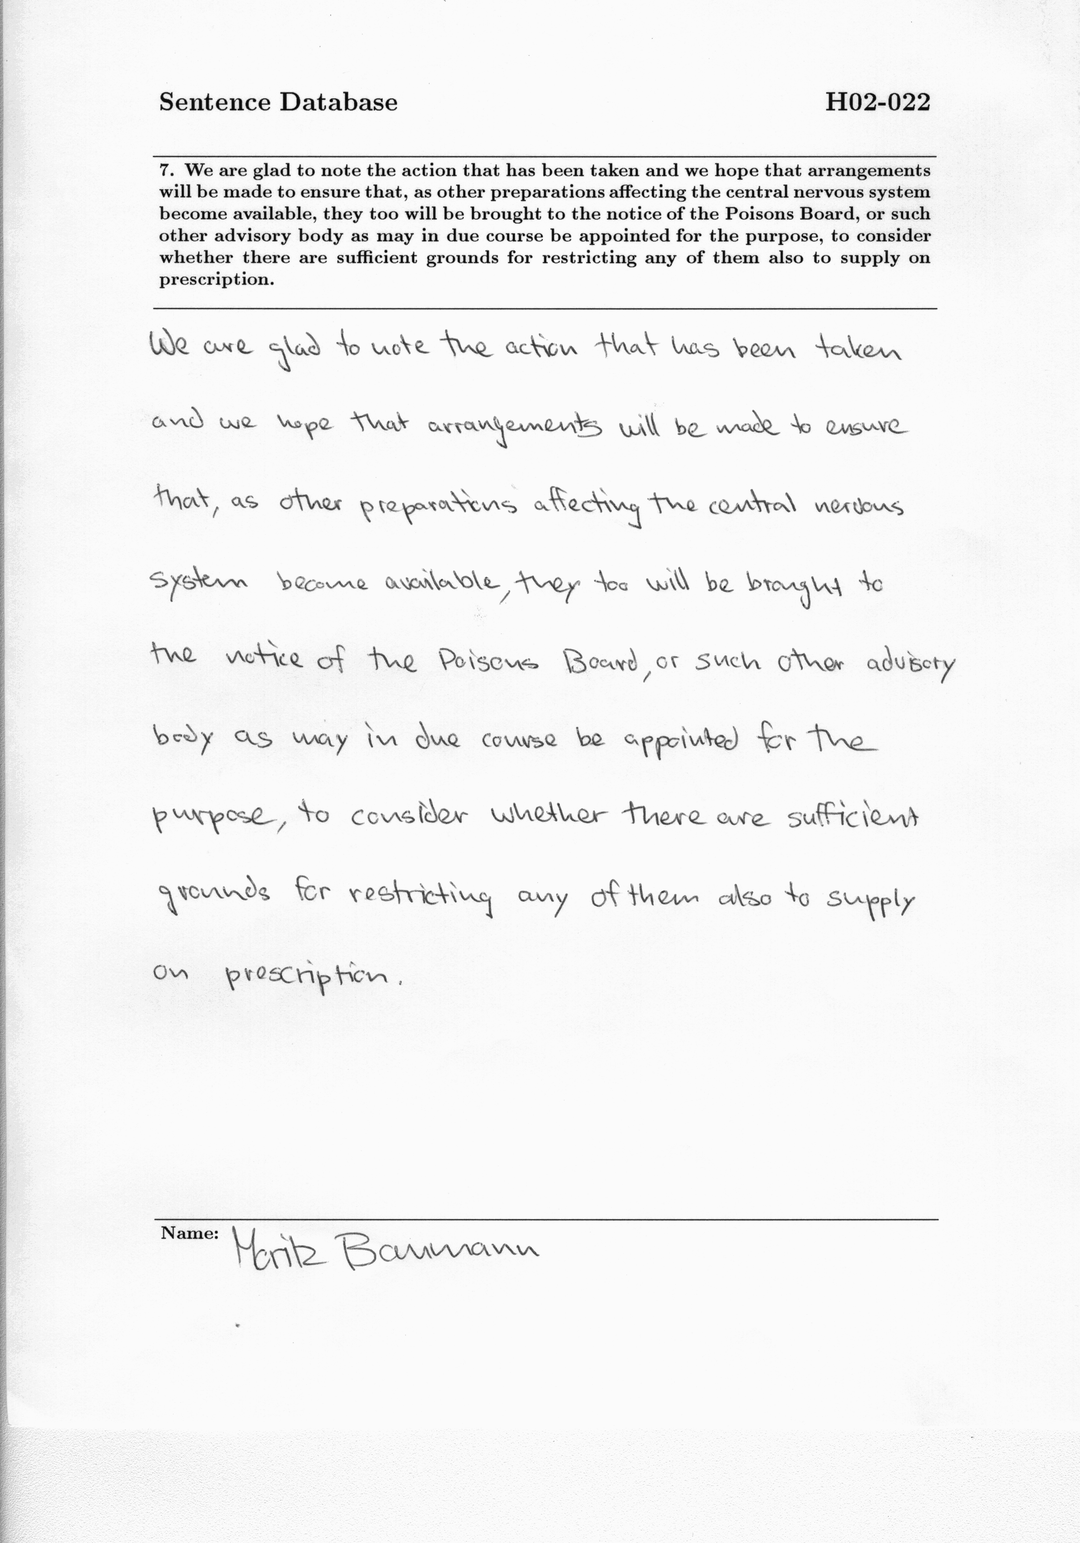 Sentence Database H02-022
7. We are glad to note the action that has been taken and we hope that arrangements
will be made to ensure that, as other preparations affecting the central nervous system
become available, they too will be brought to the notice of the Poisons Board, or such
other advisory body as may in due course be appointed for the purpose, to consider
whether there are sufficient grounds for restricting any of them also to supply on
prescription.
We are glad to note the action that has been taken
and we hope that arrangements will be made to ensure
that, as other preparations affecting the central nervous
system become available, they too will be brought to
the notice of the Poisons Board, or such other advisory
body as may in due course be appointed for the
purpose, to consider whether there are sufficient
grounds for restricting any of them also to supply
on prescription.
Name: Moritz Baumann